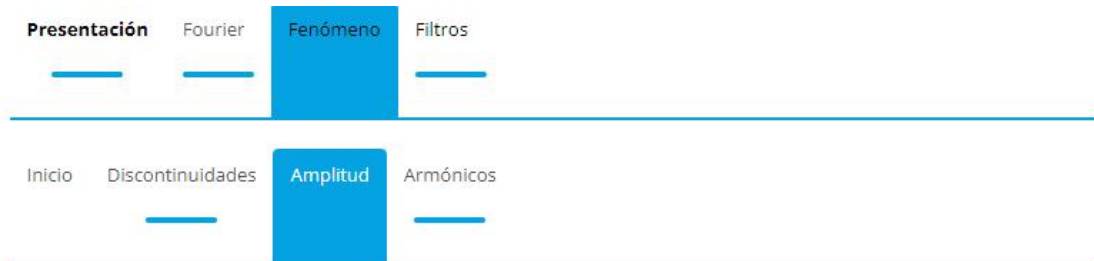 Presentación Fourier Fenómeno Filtros
Inicio Discontinuidades Amplitud Armónicos